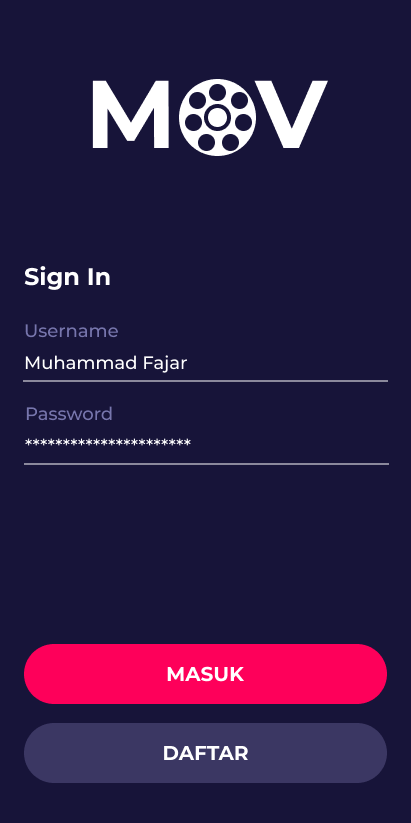 MOV
Sign In
Username
Muhammad Fajar
Password
**********************
MASUK
DAFTAR